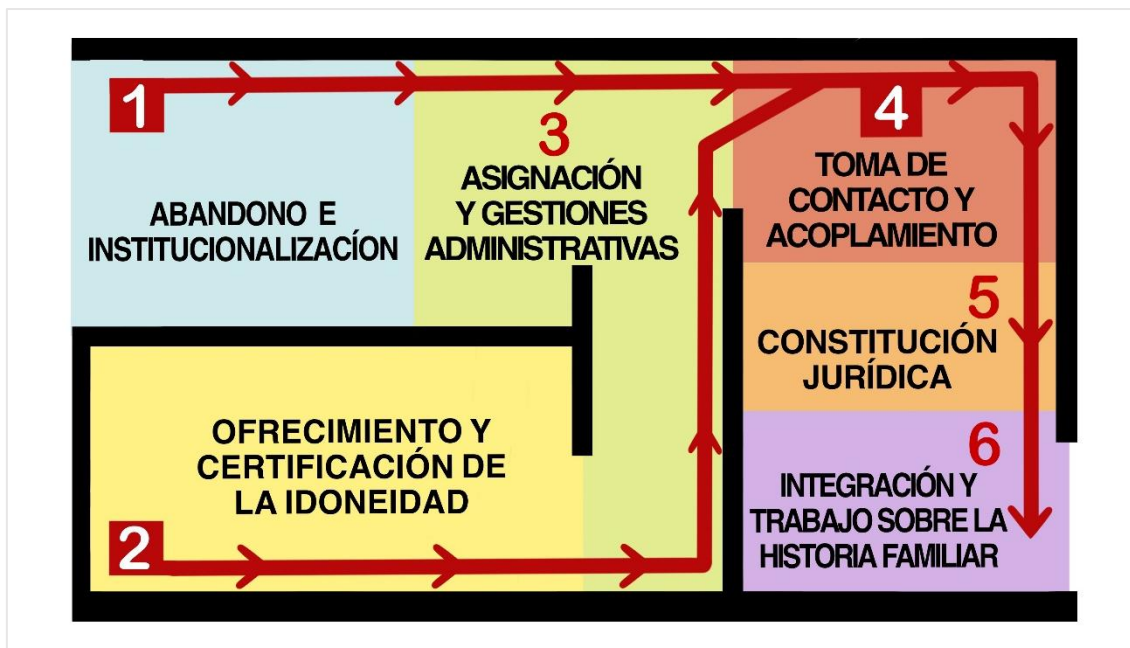 1
ABANDONO E
INSTITUCIONALIZACÍON
2
OFRECIMIENTO Y
CERTIFICACIÓN DE
LA IDONEIDAD
3
ASIGNACIÓN
Y GESTIONES
ADMINISTRATIVAS
4
TOMA DE
CONTACTO Y
ACOPLAMIENTO
5
CONSTITUCIÓN
JURÍDICA
6
INTEGRACIÓN Y
TRABAJO SOBRE LA
HISTORIA FAMILIAR